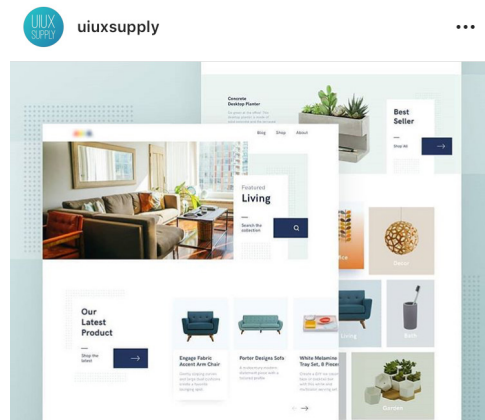 UIUX
SUPPLY
uiuxsupply
Concrete
Desktop Planter
Best
Seller
Shop All
Blog Shop About
Featured
Living
Search the
collection
Decor
Living
Bath
Garden
Our
Latest
Product
Shop the
latest
Engage Fabric
Accent Arm Chair
Porter Designs Sofa
White Melamine
Tray Set, 8 Pieces